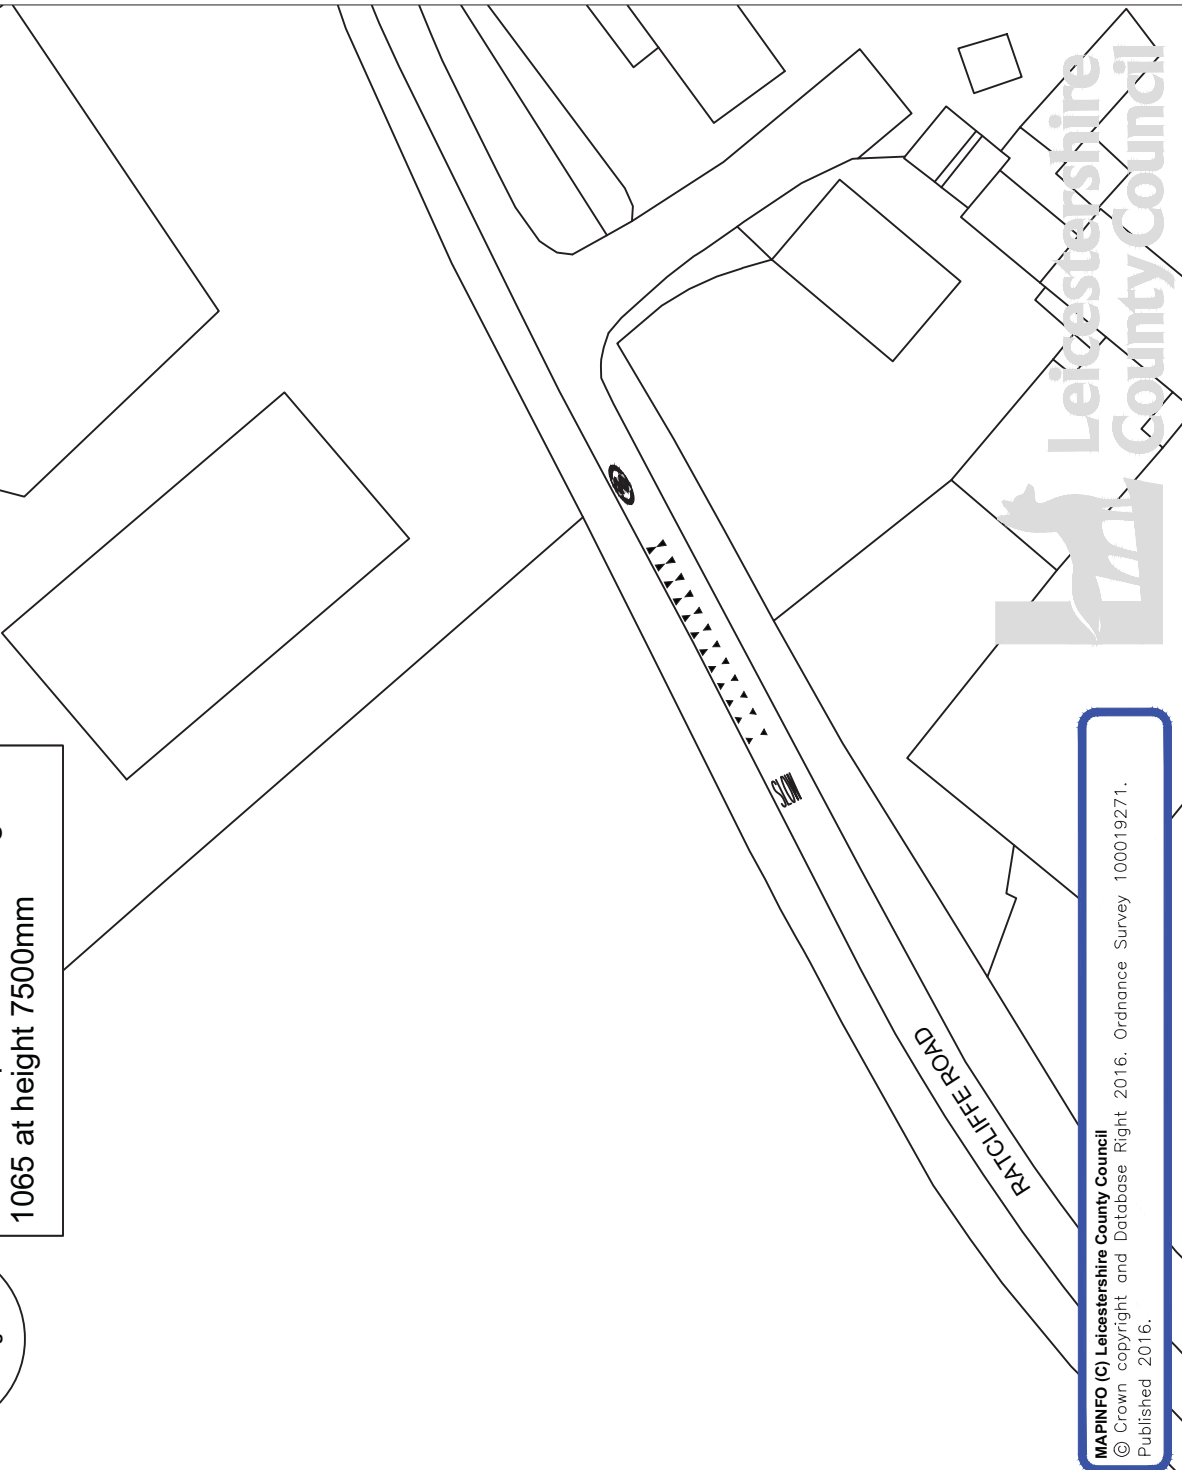 1065 at height 7500mm
SLOW
RATCLIFFE ROAD
Leicestershire
County Council
MAPINFO (C) Leicestershire County Council
© Crown copyright and Database Right 2016. Ordnance Survey 100019271.
Published 2016.